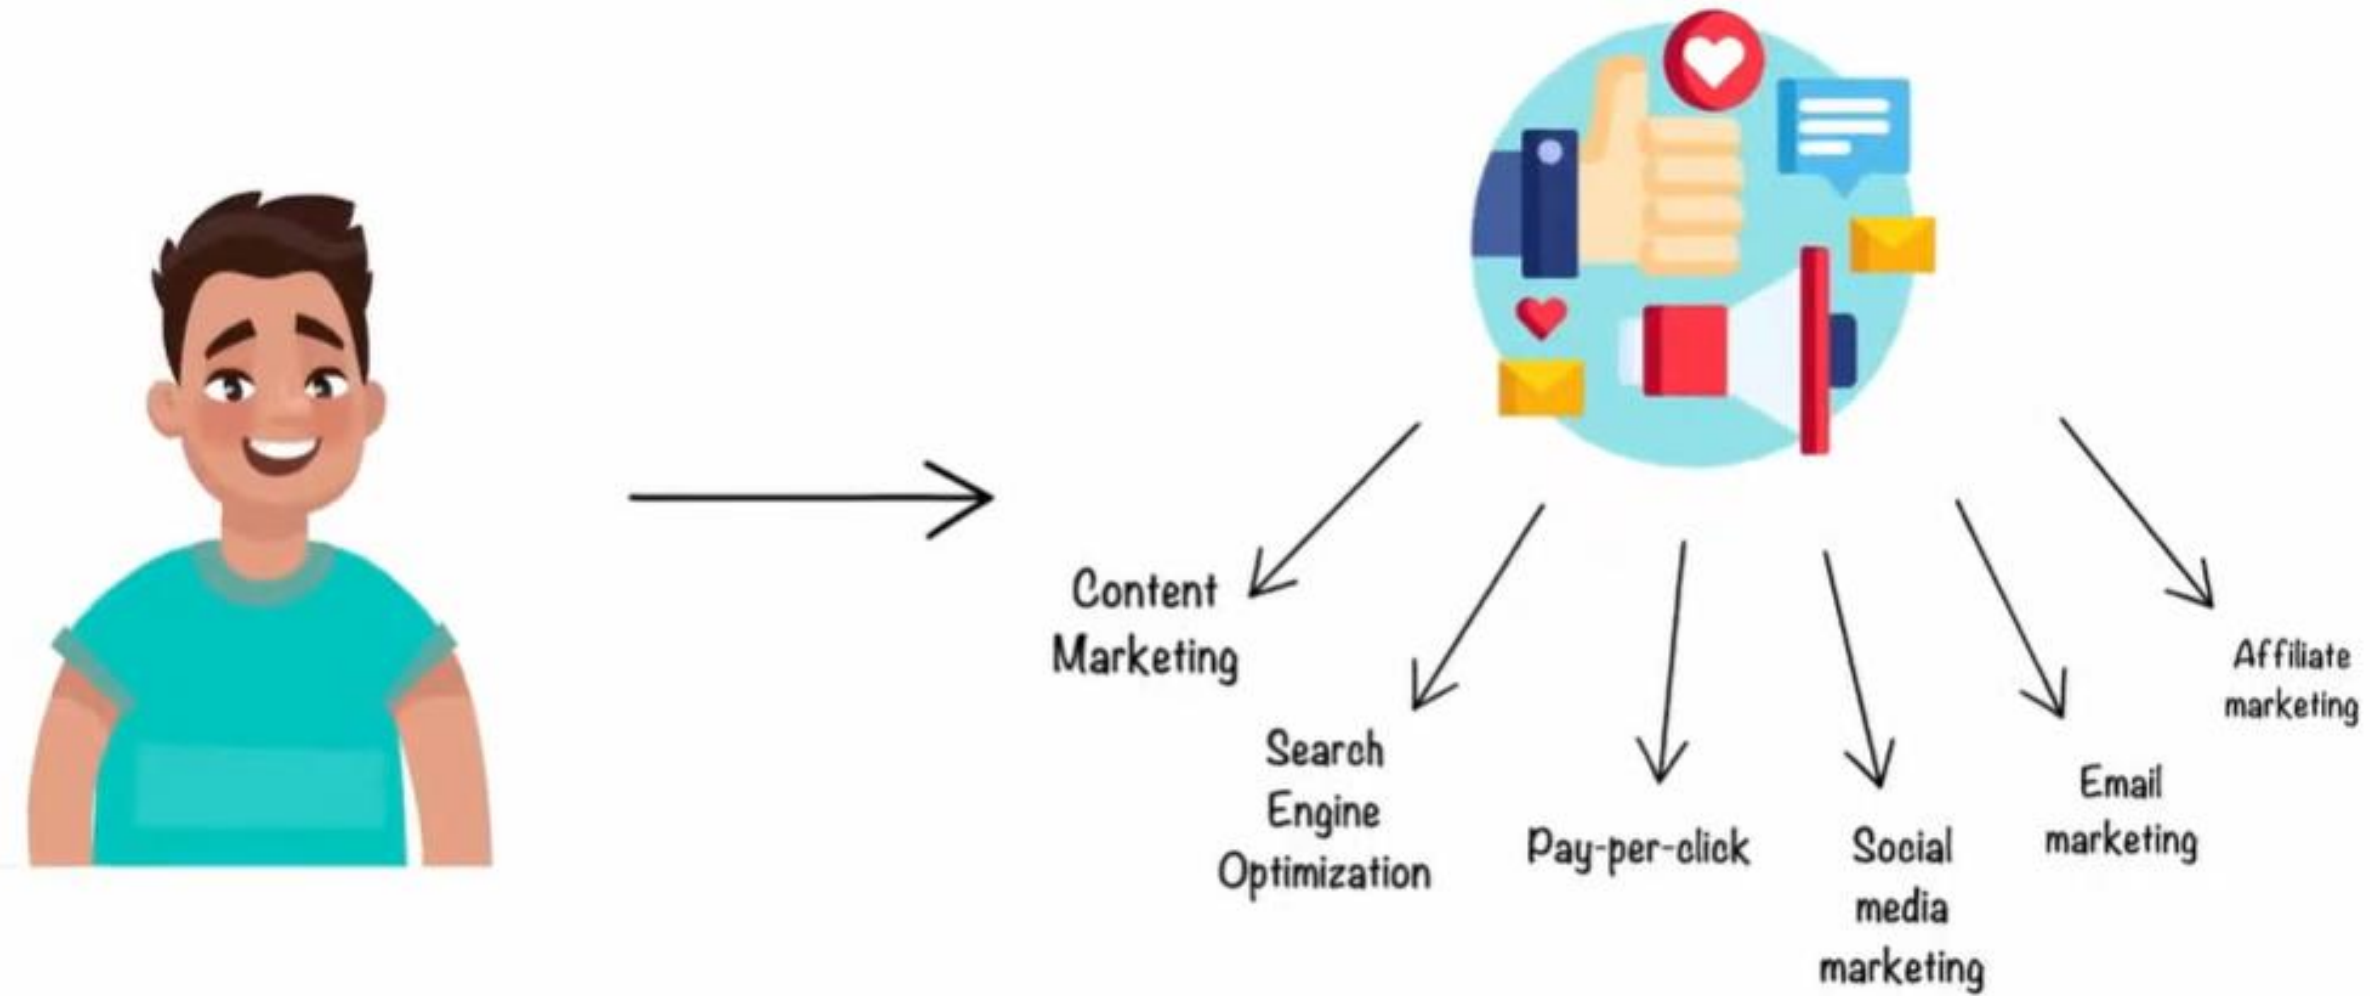 Content
Marketing
Search
Engine
Optimization
Pay-per-click
Social
media
marketing
Email
marketing
Affiliate
marketing